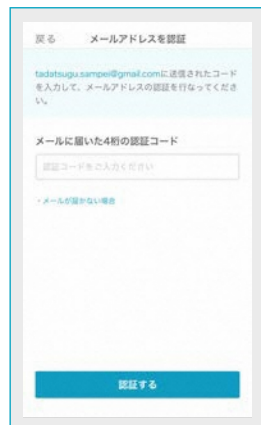 戻る メールアドレスを認証
tadatsugu.sampei@gmail.comに送信されたコード
を入力して、メールアドレスの認証を行なってくださ
い。
メールに届いた4桁の認証コード
認証コードをご入力ください
・メールが届かない場合
認証する